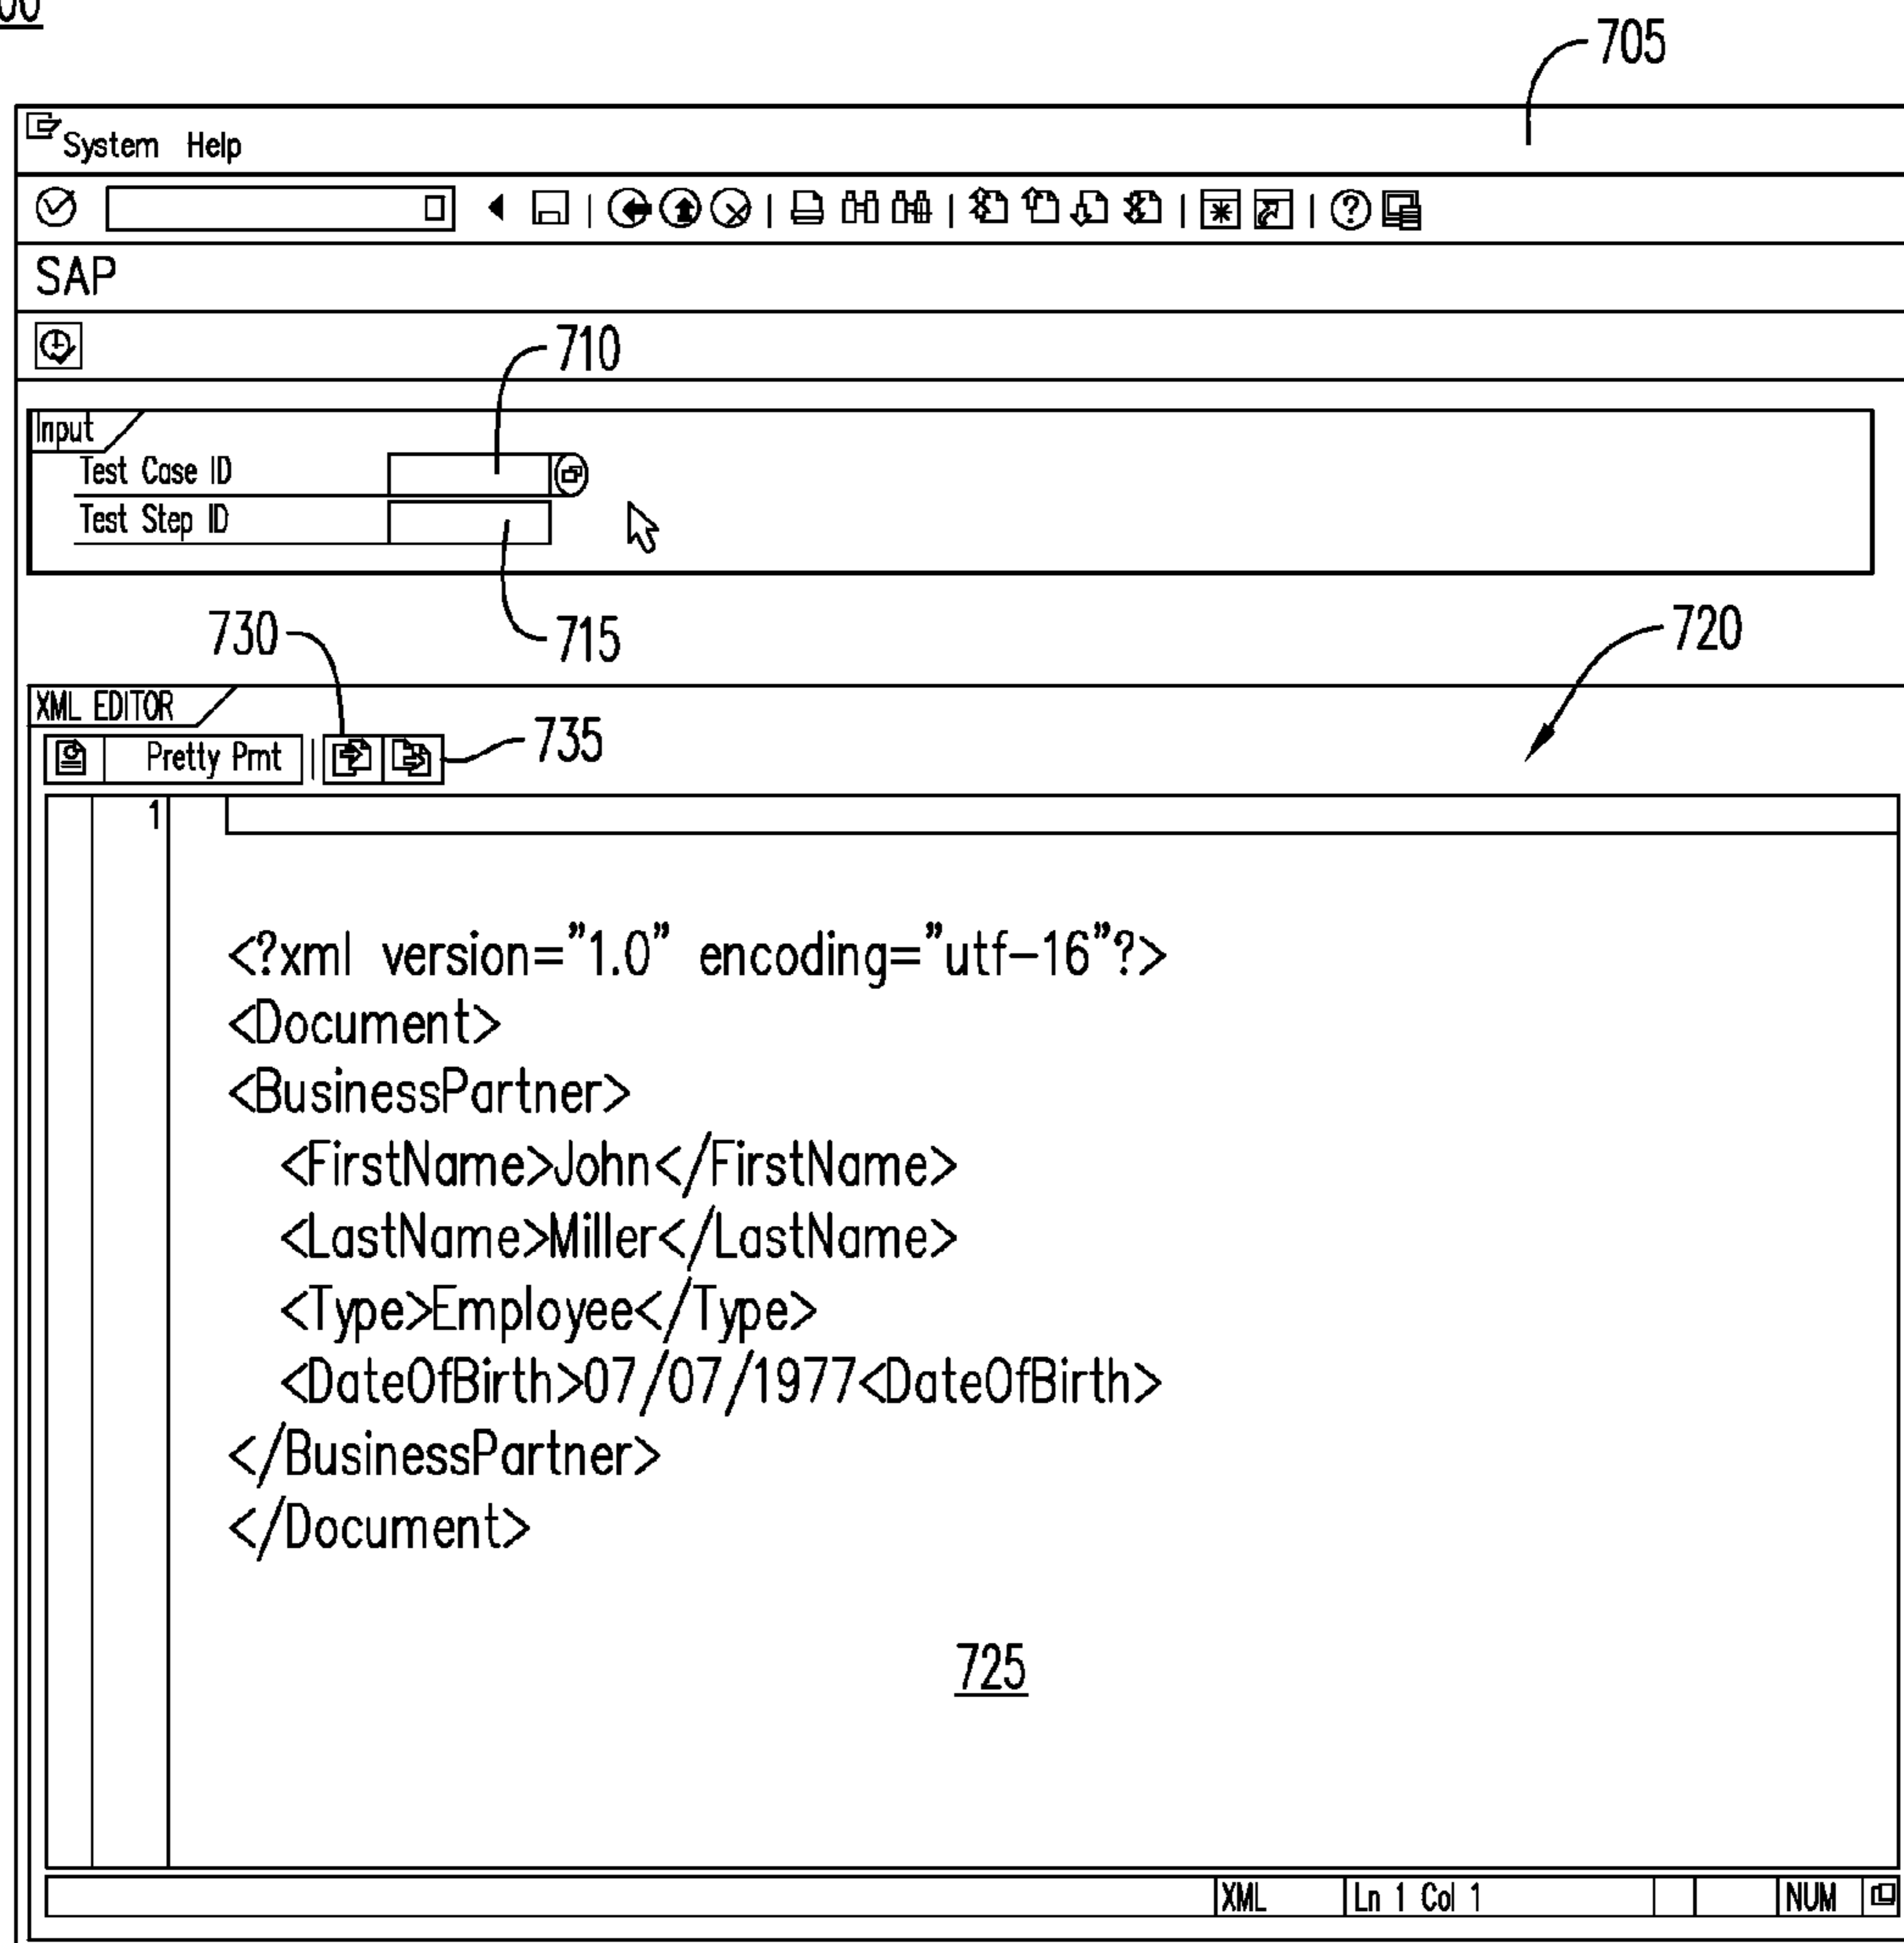 00
705
System Help
SAP
710
Input
Test Case ID
Test Step ID
715
730
720
XML EDITOR
Pretty Pmt
735
1
<?xml version="1.0" encoding="utf-16"?>
<Document>
<BusinessPartner>
<FirstName>John</FirstName>
<LastName>Miller</LastName>
<Type>Employee</Type>
<DateOfBirth>07/07/1977<DateOfBirth>
</BusinessPartner>
</Document>
725
XML Ln 1 Col 1 NUM